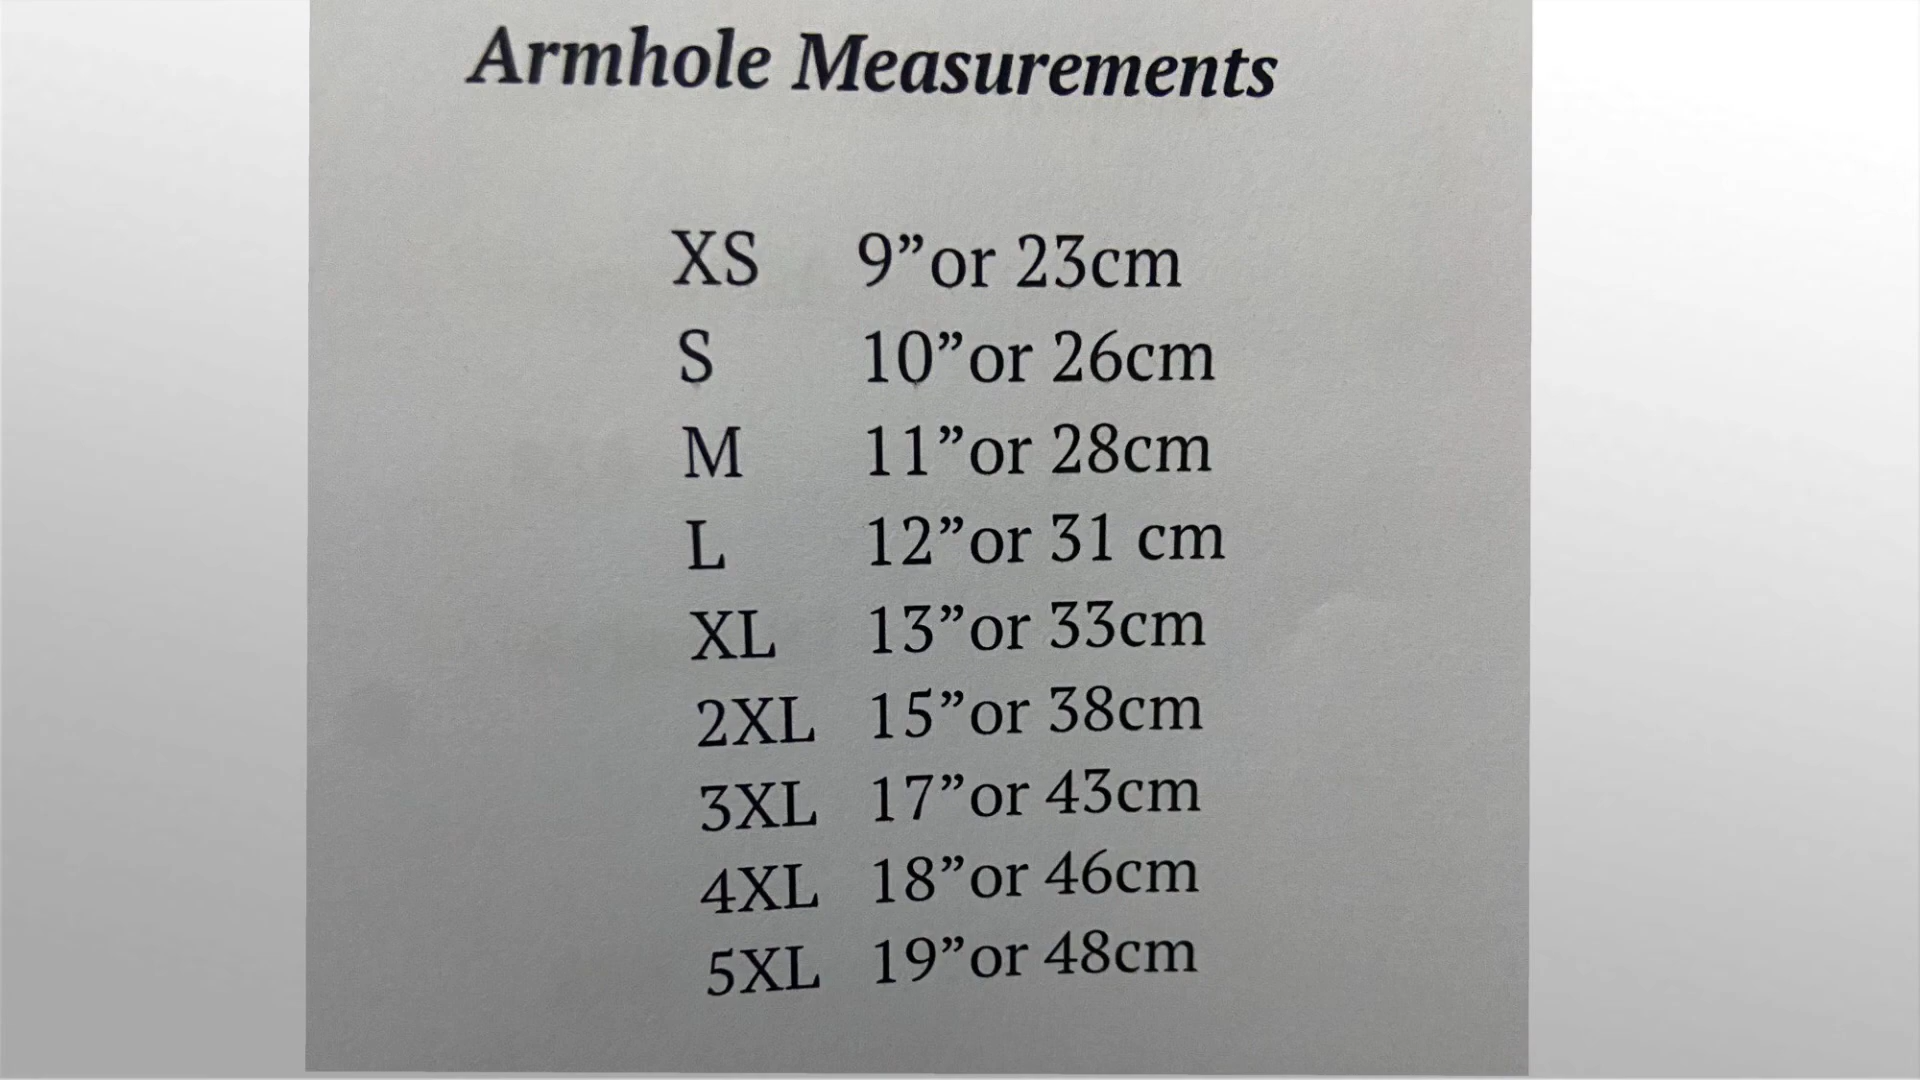 Armhole Measurements
XS 9”or 23cm
S 10”or 26cm
M 11”or 28cm
L 12”or 31 cm
XL 13”or 33cm
2XL 15”or 38cm
3XL 17”or 43cm
4XL 18”or 46cm
5XL 19”or 48cm